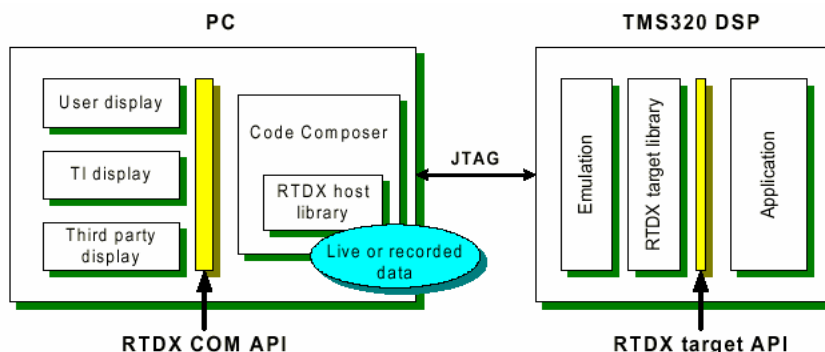 PC
TMS320 DSP
User display
TI display
Third party
display
Code Composer
RTDX host
library
Live or recorded
data
JTAG
Emulation
RTDX target library
Application
RTDX COM API
RTDX target API